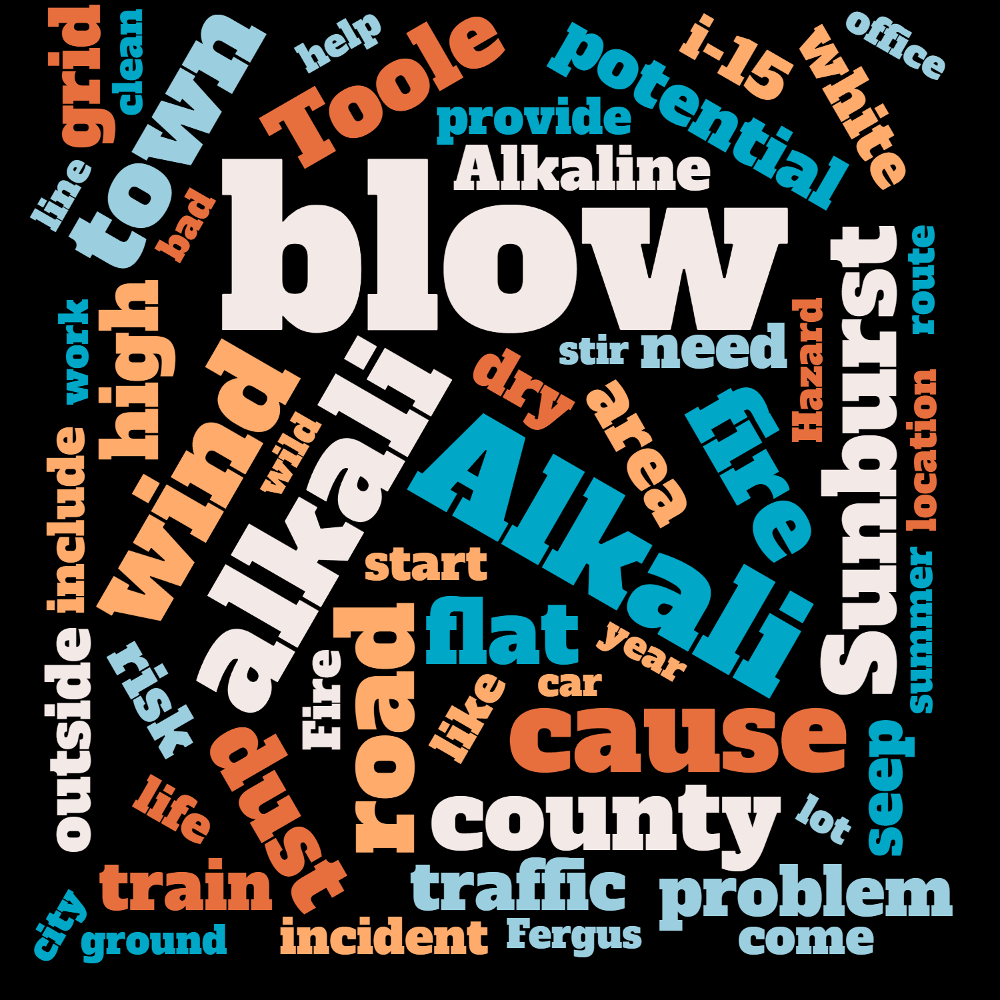 grid
clean
town
help
Toole
potential
i-15
white
office
provide
Alkaline
line
bad
blow
Sunburst
route
high
work
stir
need
Hazard
wind
alkali
dry
area
fire
location
wild
Alkali
include
start
summer
outside
road
flat
year
risk
Fire
like
car
cause
seep
dust
life
county
lot
train
traffic
problem
city
ground
incident
Fergus
come